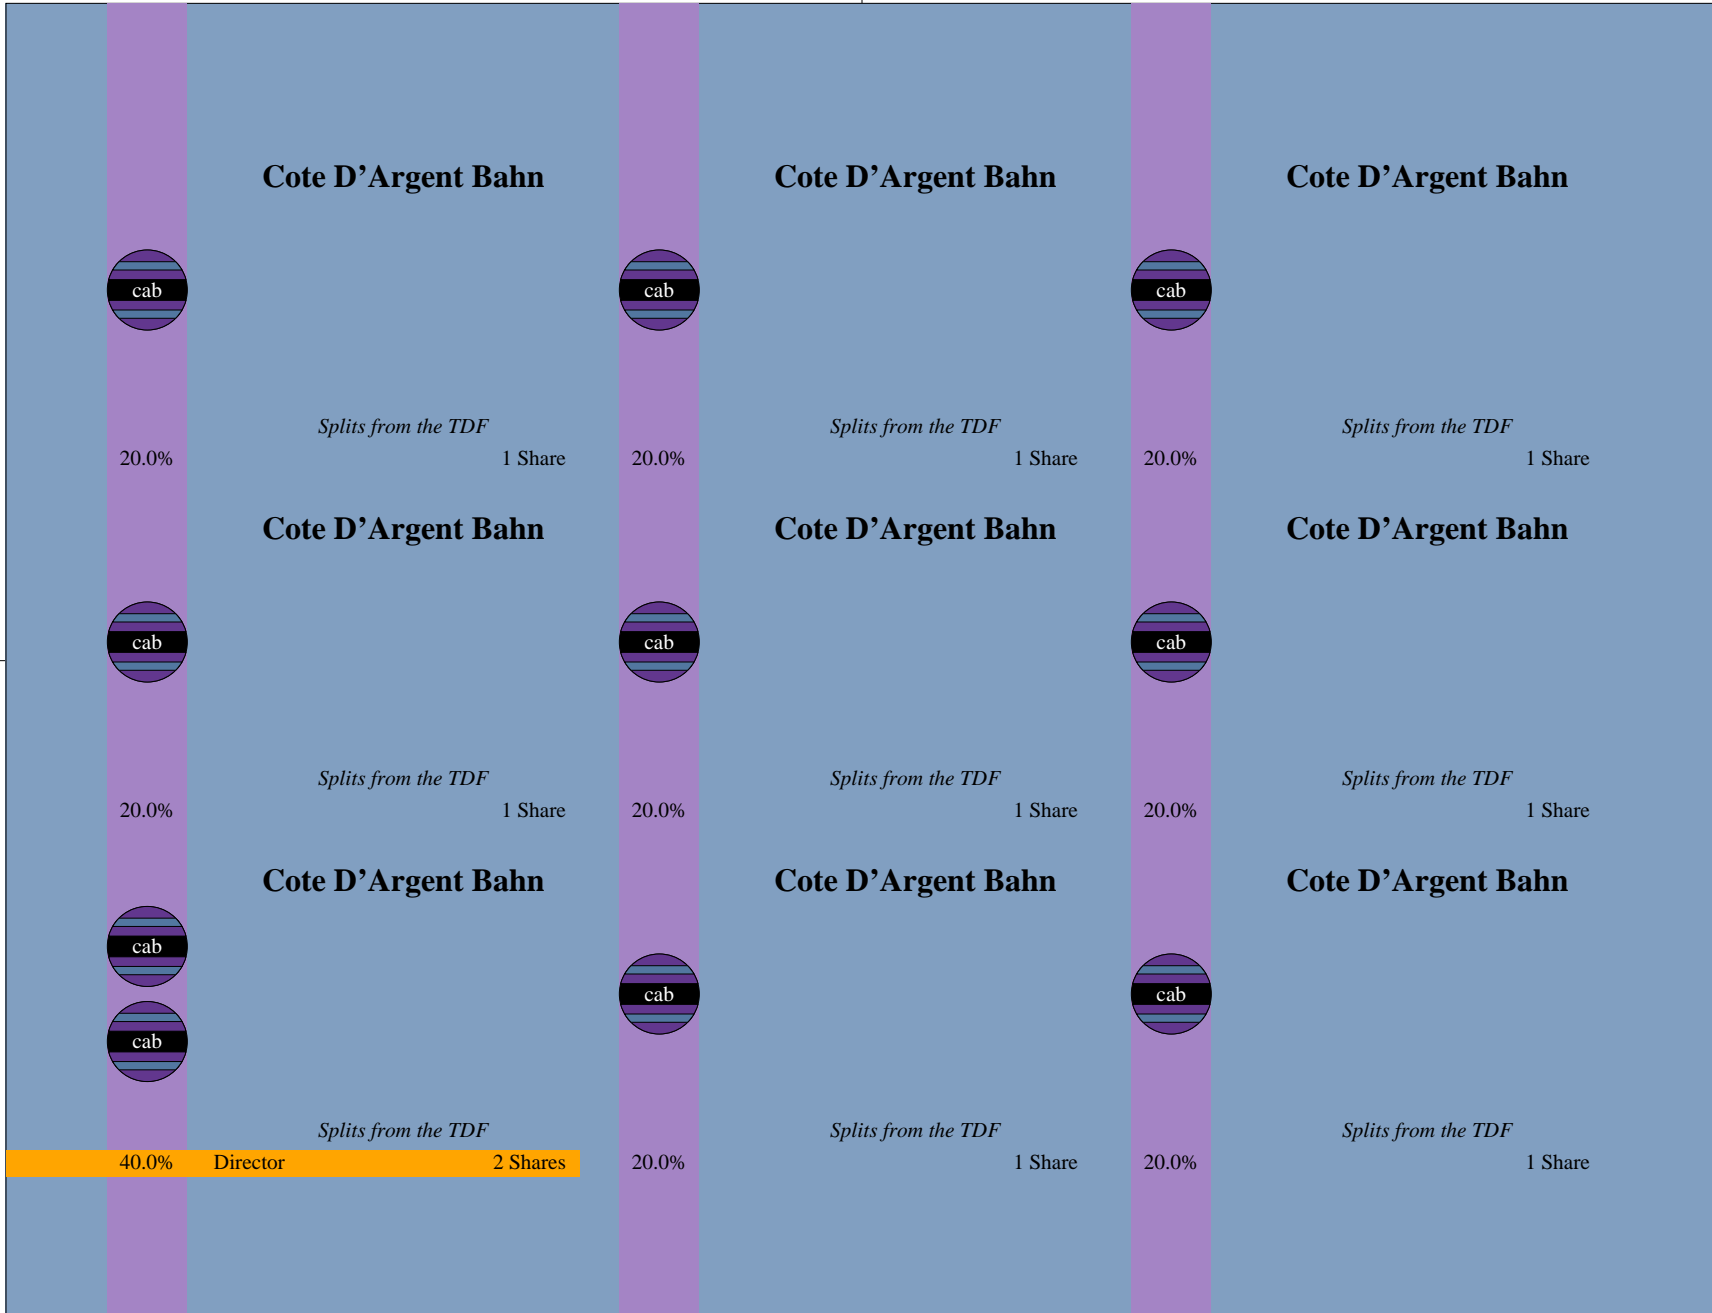 Cote D’Argent Bahn Cote D’Argent Bahn Cote D’Argent Bahn
cab cab cab
Splits from the TDF Splits from the TDF Splits from the TDF
20.0% 1 Share 20.0% 1 Share 20.0% 1 Share
Cote D’Argent Bahn Cote D’Argent Bahn Cote D’Argent Bahn
cab cab cab
Splits from the TDF Splits from the TDF Splits from the TDF
20.0% 1 Share 20.0% 1 Share 20.0% 1 Share
Cote D’Argent Bahn Cote D’Argent Bahn Cote D’Argent Bahn
cab
cab cab
cab
Splits from the TDF Splits from the TDF Splits from the TDF
40.0% Director 2 Shares 20.0% 1 Share 20.0% 1 Share